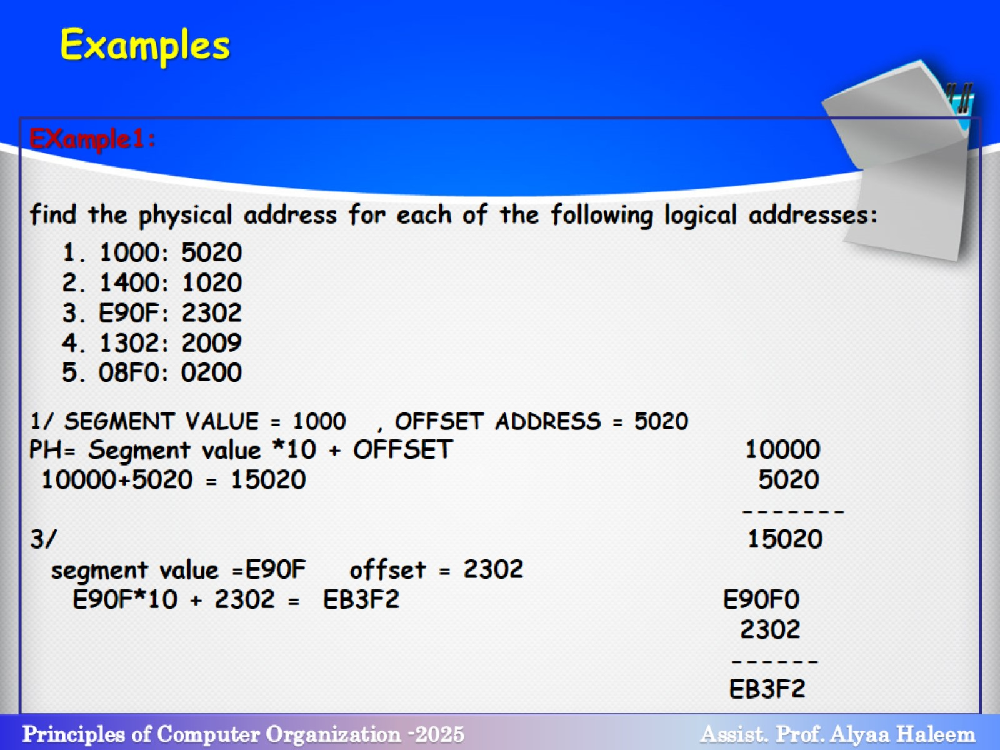 Examples
EXample1:
find the physical address for each of the following logical addresses:
1. 1000: 5020
2. 1400: 1020
3. E90F: 2302
4. 1302: 2009
5. 08F0: 0200
1/ SEGMENT VALUE = 1000 , OFFSET ADDRESS = 5020
PH= Segment value *10 + OFFSET
10000+5020 = 15020
10000
5020
-------
15020
3/
segment value =E90F offset = 2302
E90F*10 + 2302 = EB3F2
E90F0
2302
------
EB3F2
Principles of Computer Organization -2025
Assist. Prof. Alyaa Haleem